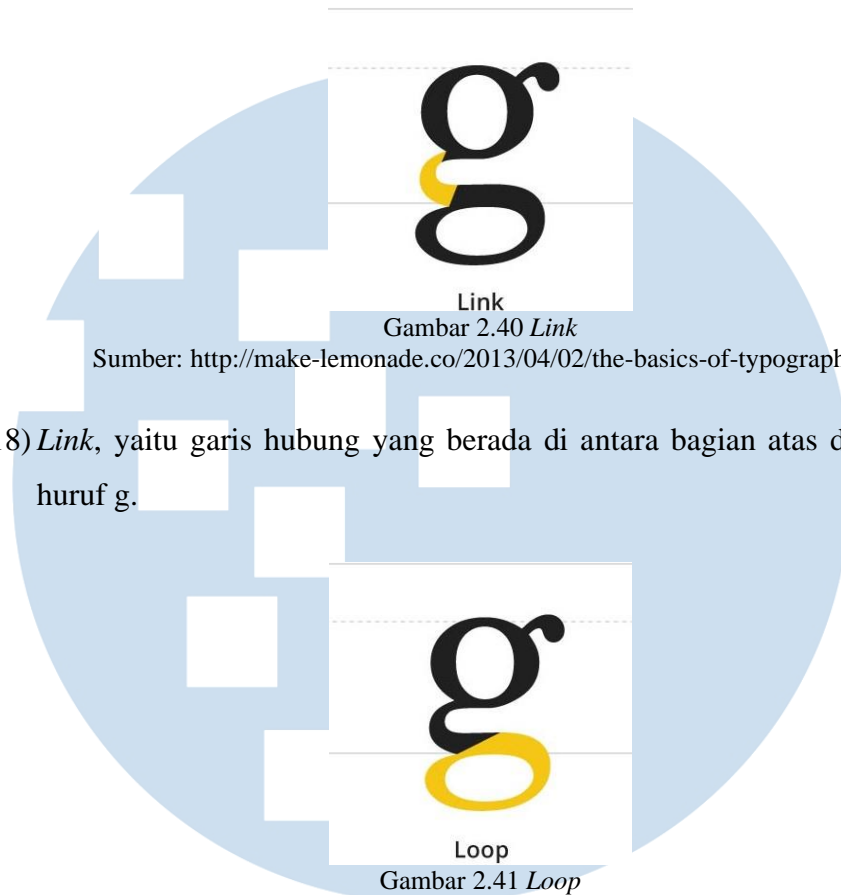 g
Link
Gambar 2.40 Link
Sumber: http://make-lemonade.co/2013/04/02/the-basics-of-typograph
8) Link, yaitu garis hubung yang berada di antara bagian atas
huruf g.
g
Loop
Gambar 2.41 Loop